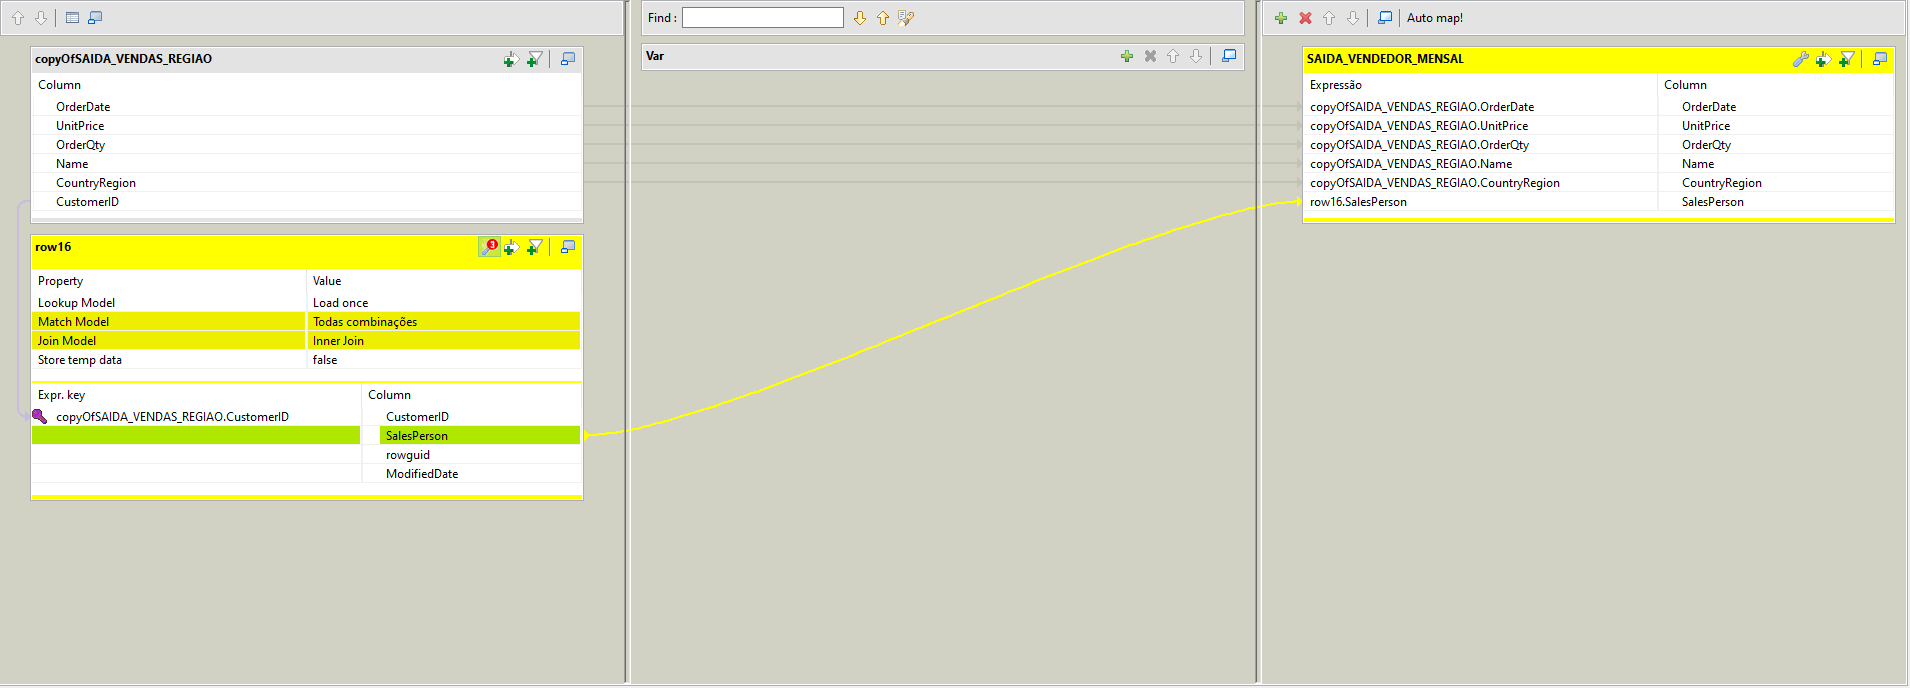 Find :
Auto map!
copyOfSAIDA_VENDAS_REGIAO
Column
OrderDate
UnitPrice
OrderQty
Name
CountryRegion
CustomerID
row16
3
Property Value
Lookup Model Load once
Match Model Todas combinações
Join Model Inner Join
Store temp data false
Expr. key Column
copyOfSAIDA_VENDAS_REGIAO.CustomerID CustomerID
SalesPerson
rowguid
ModifiedDate
Var
SAIDA_VENDEDOR_MENSAL
Expressão Column
copyOfSAIDA_VENDAS_REGIAO.OrderDate OrderDate
copyOfSAIDA_VENDAS_REGIAO.UnitPrice UnitPrice
copyOfSAIDA_VENDAS_REGIAO.OrderQty OrderQty
copyOfSAIDA_VENDAS_REGIAO.Name Name
copyOfSAIDA_VENDAS_REGIAO.CountryRegion CountryRegion
row16.SalesPerson SalesPerson